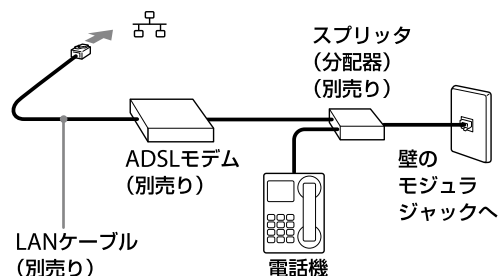 スプリッタ
（分配器）
（別売り）
ADSLモデム
（別売り）
壁の
モジュラ
ジャックへ
LANケーブル
（別売り）
電話機